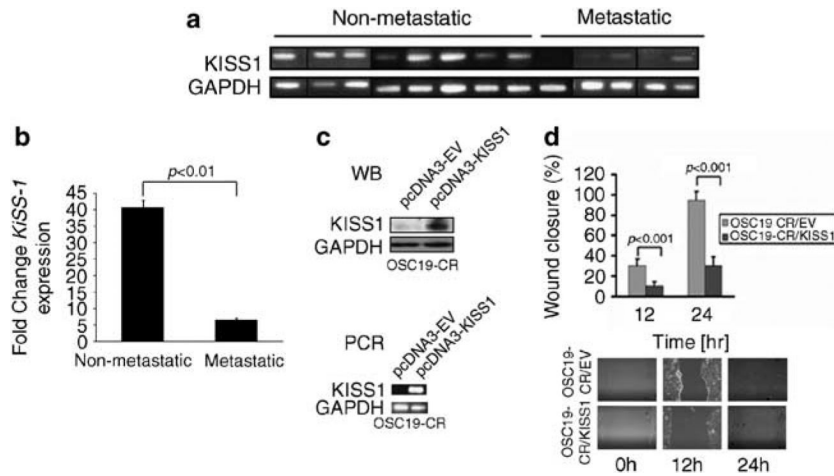 a
Non-metastatic
Metastatic
KISS1
GAPDH
b
Fold Change KiSS-1
expression
p<0.01
45
40
35
30
25
20
15
10
5
0
Non-metastatic
Metastatic
c
WB
pcDNA3-EV
pcDNA3-KISS1
KISS1
GAPDH
OSC19-CR
PCR
pcDNA3-EV
pcDNA3-KISS1
KISS1
GAPDH
OSC19-CR
d
Wound closure (%)
120
100
80
60
40
20
0
p<0.001
p<0.001
OSC19 CR/EV
OSC19-CR/KISS1
12
24
Time [hr]
OSC19-
CR/EV
OSC19-
CR/KISS1
0h
12h
24h